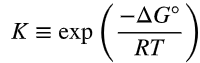 K ≡ exp ( −ΔG° / RT )